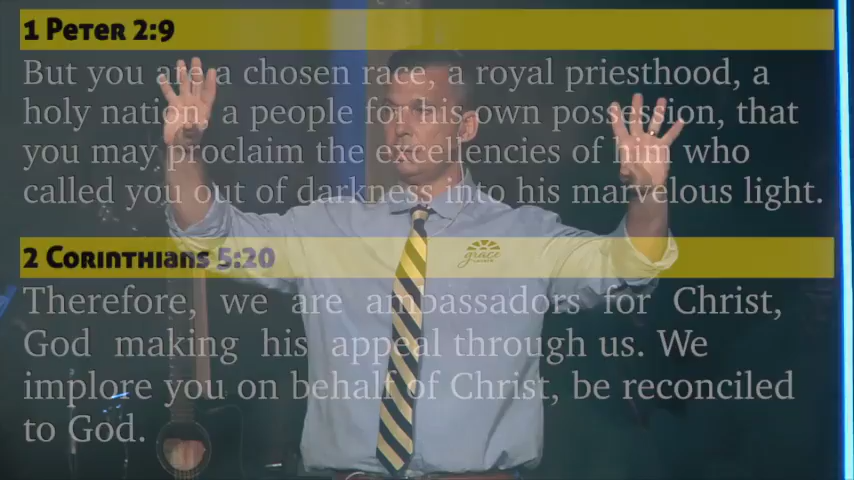 1 Peter 2:9
But you are a chosen race, a royal priesthood, a
holy nation, a people for his own possession, that
you may proclaim the excellencies of him who
called you out of darkness into his marvelous light.
2 Corinthians 5:20
grace
Therefore, we are ambassadors for Christ,
God making his appeal through us. We
implore you on behalf of Christ, be reconciled
to God.